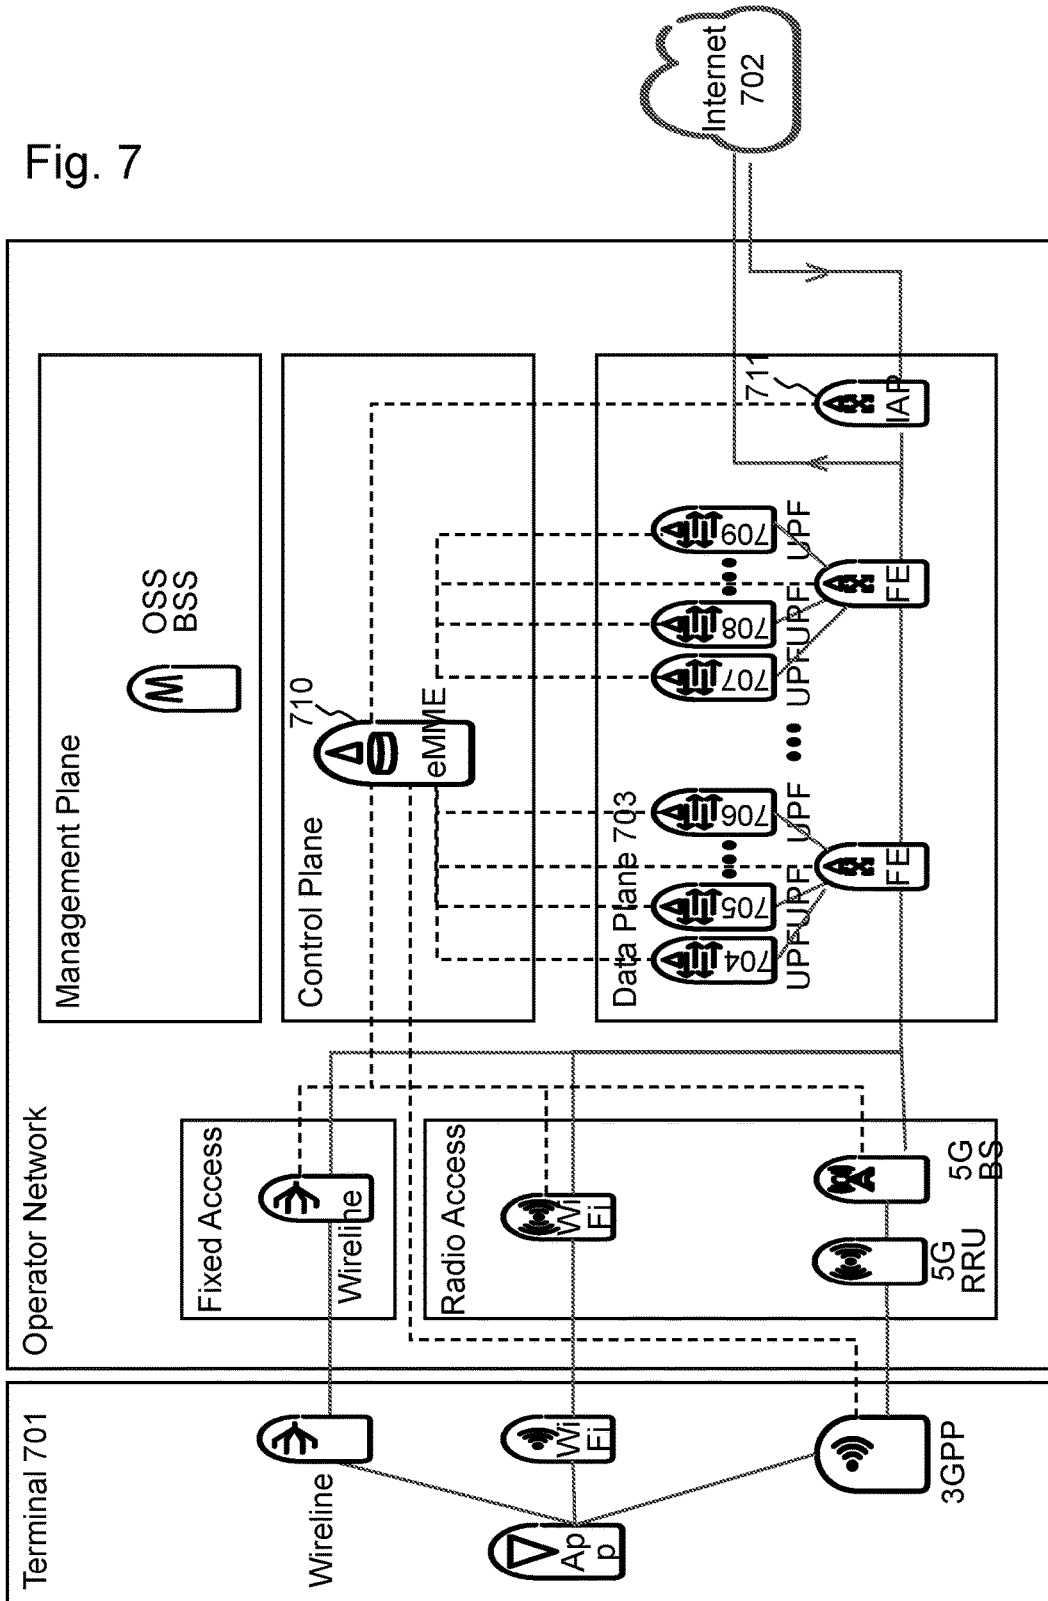 Fig. 7
Internet
702
Operator Network
Management Plane
OSS
BSS
Control Plane
710
eMME
Data Plane 703
704
UPF
705
UPF
706
UPF
707
UPF
708
UPF
709
UPF
FE
FE
711
IAP
Fixed Access
Wireline
Radio Access
Wi
Fi
5G
RRU
5G
BS
Terminal 701
Wireline
Wi
Fi
3GPP
Ap
p